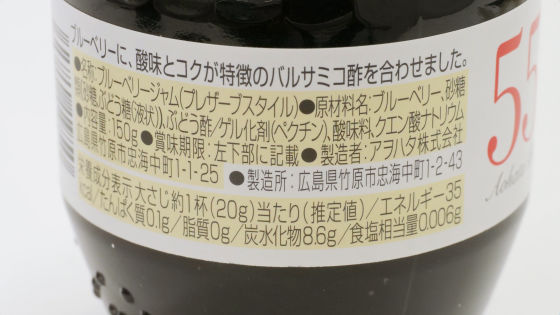 ブルーベリーに、酸味とコクが特徴のバルサミコ酢を合わせました。
●名称:ブルーベリージャム(プレザーブスタイル)●原材料名:ブルーベリー、砂糖
類(砂糖、ぶどう糖(液状))、ぶどう酢/ゲル化剤(ペクチン)、酸味料、クエン酸ナトリウム
●内容量:150g●賞味期限:左下部に記載●製造者:アヲハタ株式会社
広島県竹原市忠海中町1-1-25 ●製造所:広島県竹原市忠海中町1-2-43
栄養成分表示大さじ約1杯(20g)当たり(推定値)/エネルギー35
kcal/たんぱく質0.1g/脂質0g/炭水化物8.6g/食塩相当量0.006g
55